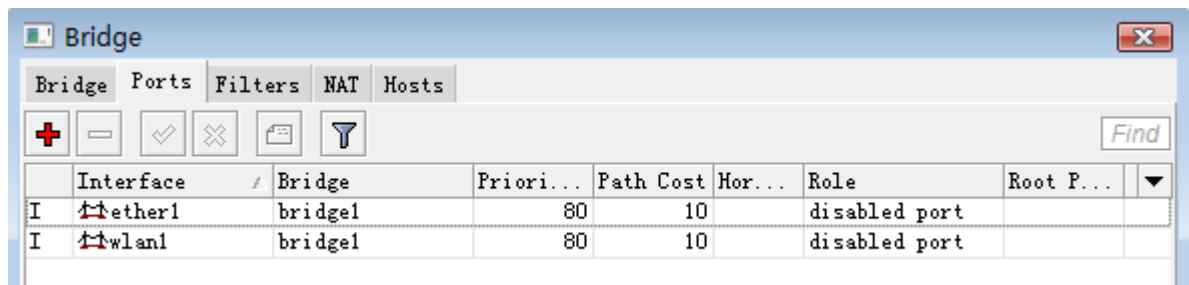 Bridge
Bridge Ports Filters NAT Hosts
Find
Interface Bridge Priori... Path Cost Hor... Role Root P...
I ether1 bridge1 80 10 disabled port
I wlan1 bridge1 80 10 disabled port